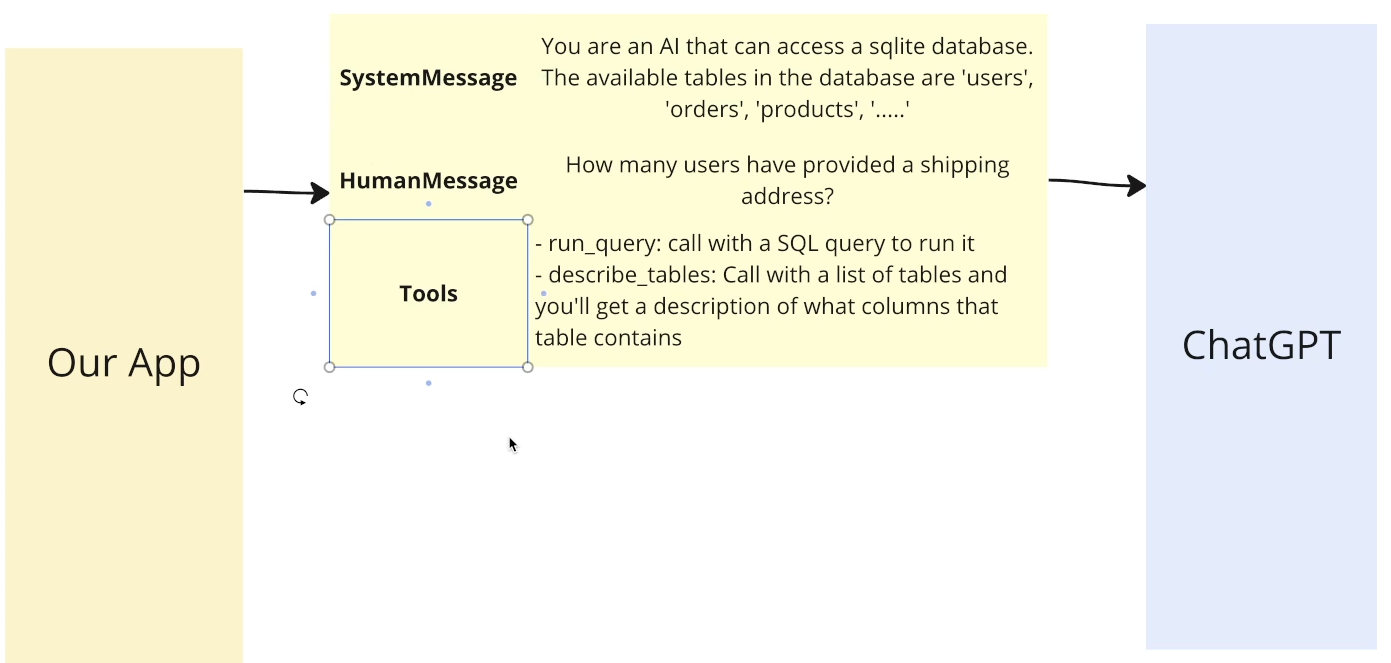 SystemMessage
You are an AI that can access a sqlite database.
The available tables in the database are 'users',
'orders', 'products', '.....'
HumanMessage
How many users have provided a shipping
address?
Tools
- run_query: call with a SQL query to run it
- describe_tables: Call with a list of tables and
you'll get a description of what columns that
table contains
Our App
ChatGPT